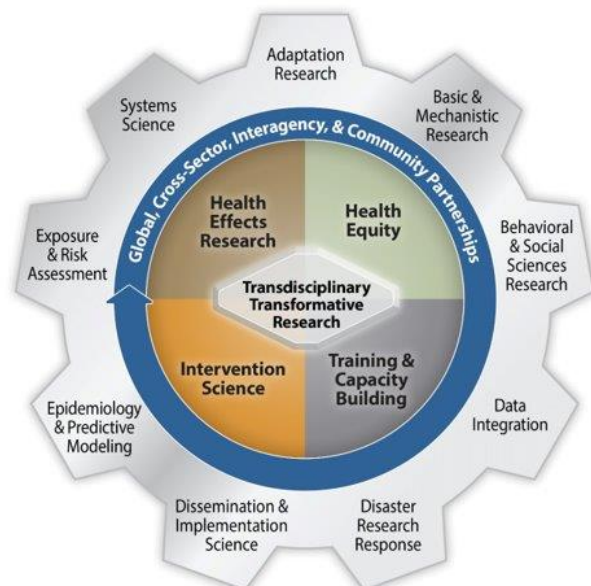 Adaptation
Research
Basic &
Mechanistic
Research
Behavioral
& Social
Sciences
Research
Data
Integration
Disaster
Research
Response
Dissemination &
Implementation
Science
Epidemiology
& Predictive
Modeling
Exposure
& Risk
Assessment
Systems
Science
Global, Cross-Sector, Interagency, & Community Partnerships
Health
Effects
Research
Health
Equity
Transdisciplinary
Transformative
Research
Intervention
Science
Training &
Capacity
Building